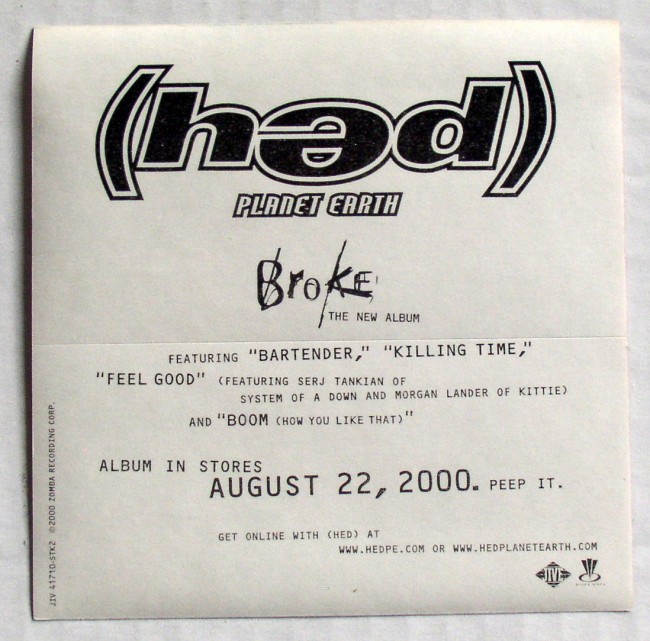 (həd)
PLANET EARTH
BroKE
THE NEW ALBUM
FEATURING "BARTENDER," "KILLING TIME,"
"FEEL GOOD" (FEATURING SERJ TANKIAN OF
SYSTEM OF A DOWN AND MORGAN LANDER OF KITTIE)
AND "BOOM (HOW YOU LIKE THAT)"
ALBUM IN STORES
AUGUST 22, 2000. PEEP IT.
GET ONLINE WITH (HED) AT
WWW.HEDPE.COM OR WWW.HEDPLANETEARTH.COM
JIVE
JIV 41710-STK2 ©2000 ZOMBA RECORDING CORP.